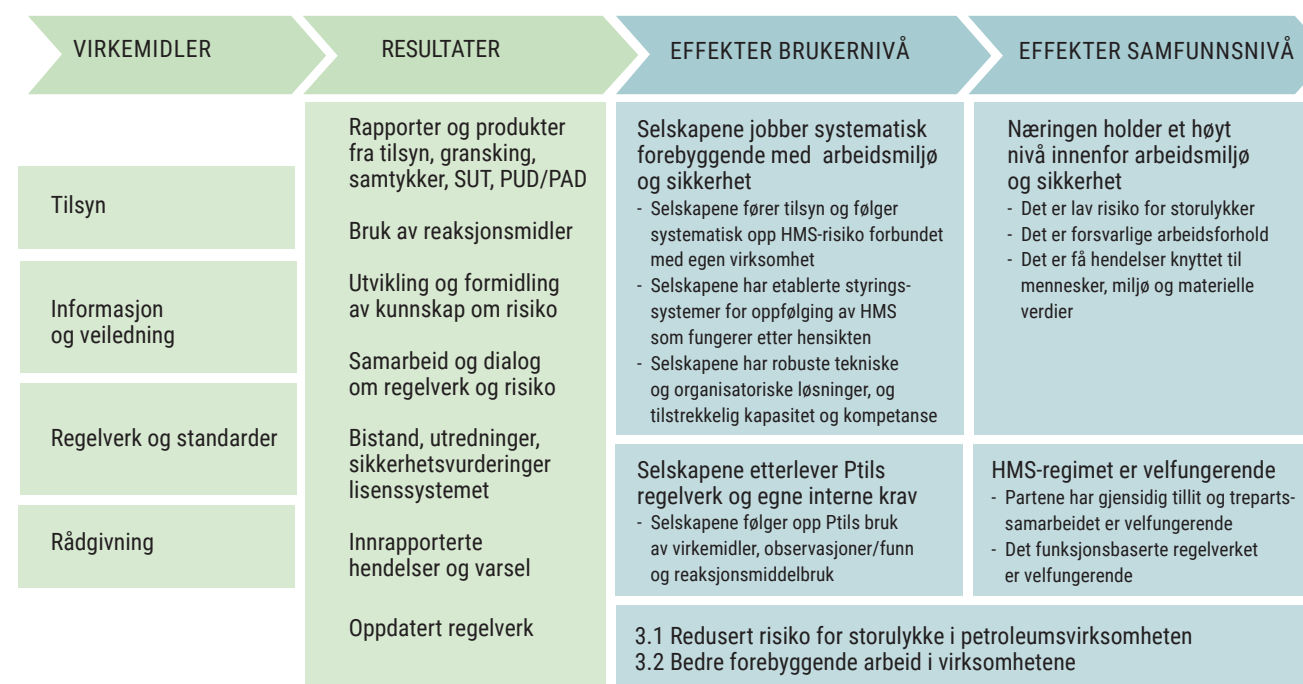 VIRKEMIDLER
RESULTATER
EFFEKTER BRUKERNIVÅ
EFFEKTER SAMFUNNSNIVÅ
Tilsyn
Informasjon
og veiledning
Regelverk og standarder
Rådgivning
Rapporter og produkter
fra tilsyn, gransking,
samtykker, SUT, PUD/PAD
Bruk av reaksjonsmidler
Utvikling og formidling
av kunnskap om risiko
Samarbeid og dialog
om regelverk og risiko
Bistand, utredninger,
sikkerhetsvurderinger
lisenssystemet
Innrapporterte
hendelser og varsel
Oppdatert regelverk
Selskapene jobber systematisk
forebyggende med arbeidsmiljø
og sikkerhet
- Selskapene fører tilsyn og følger
systematisk opp HMS-risiko forbundet
med egen virksomhet
- Selskapene har etablerte styrings-
systemer for oppfølging av HMS
som fungerer etter hensikten
- Selskapene har robuste tekniske
og organisatoriske løsninger, og
tilstrekkelig kapasitet og kompetanse
Selskapene etterlever Ptils
regelverk og egne interne krav
- Selskapene følger opp Ptils bruk
av virkemidler, observasjoner/funn
og reaksjonsmiddelbruk
Næringen holder et høyt
nivå innenfor arbeidsmiljø
og sikkerhet
- Det er lav risiko for storulykker
- Det er forsvarlige arbeidsforhold
- Det er få hendelser knyttet til
mennesker, miljø og materielle
verdier
HMS-regimet er velfungerende
- Partene har gjensidig tillit og treparts-
samarbeidet er velfungerende
- Det funksjonsbaserte regelverket
er velfungerende
3.1 Redusert risiko for storulykke i petroleumsvirksomheten
3.2 Bedre forebyggende arbeid i virksomhetene